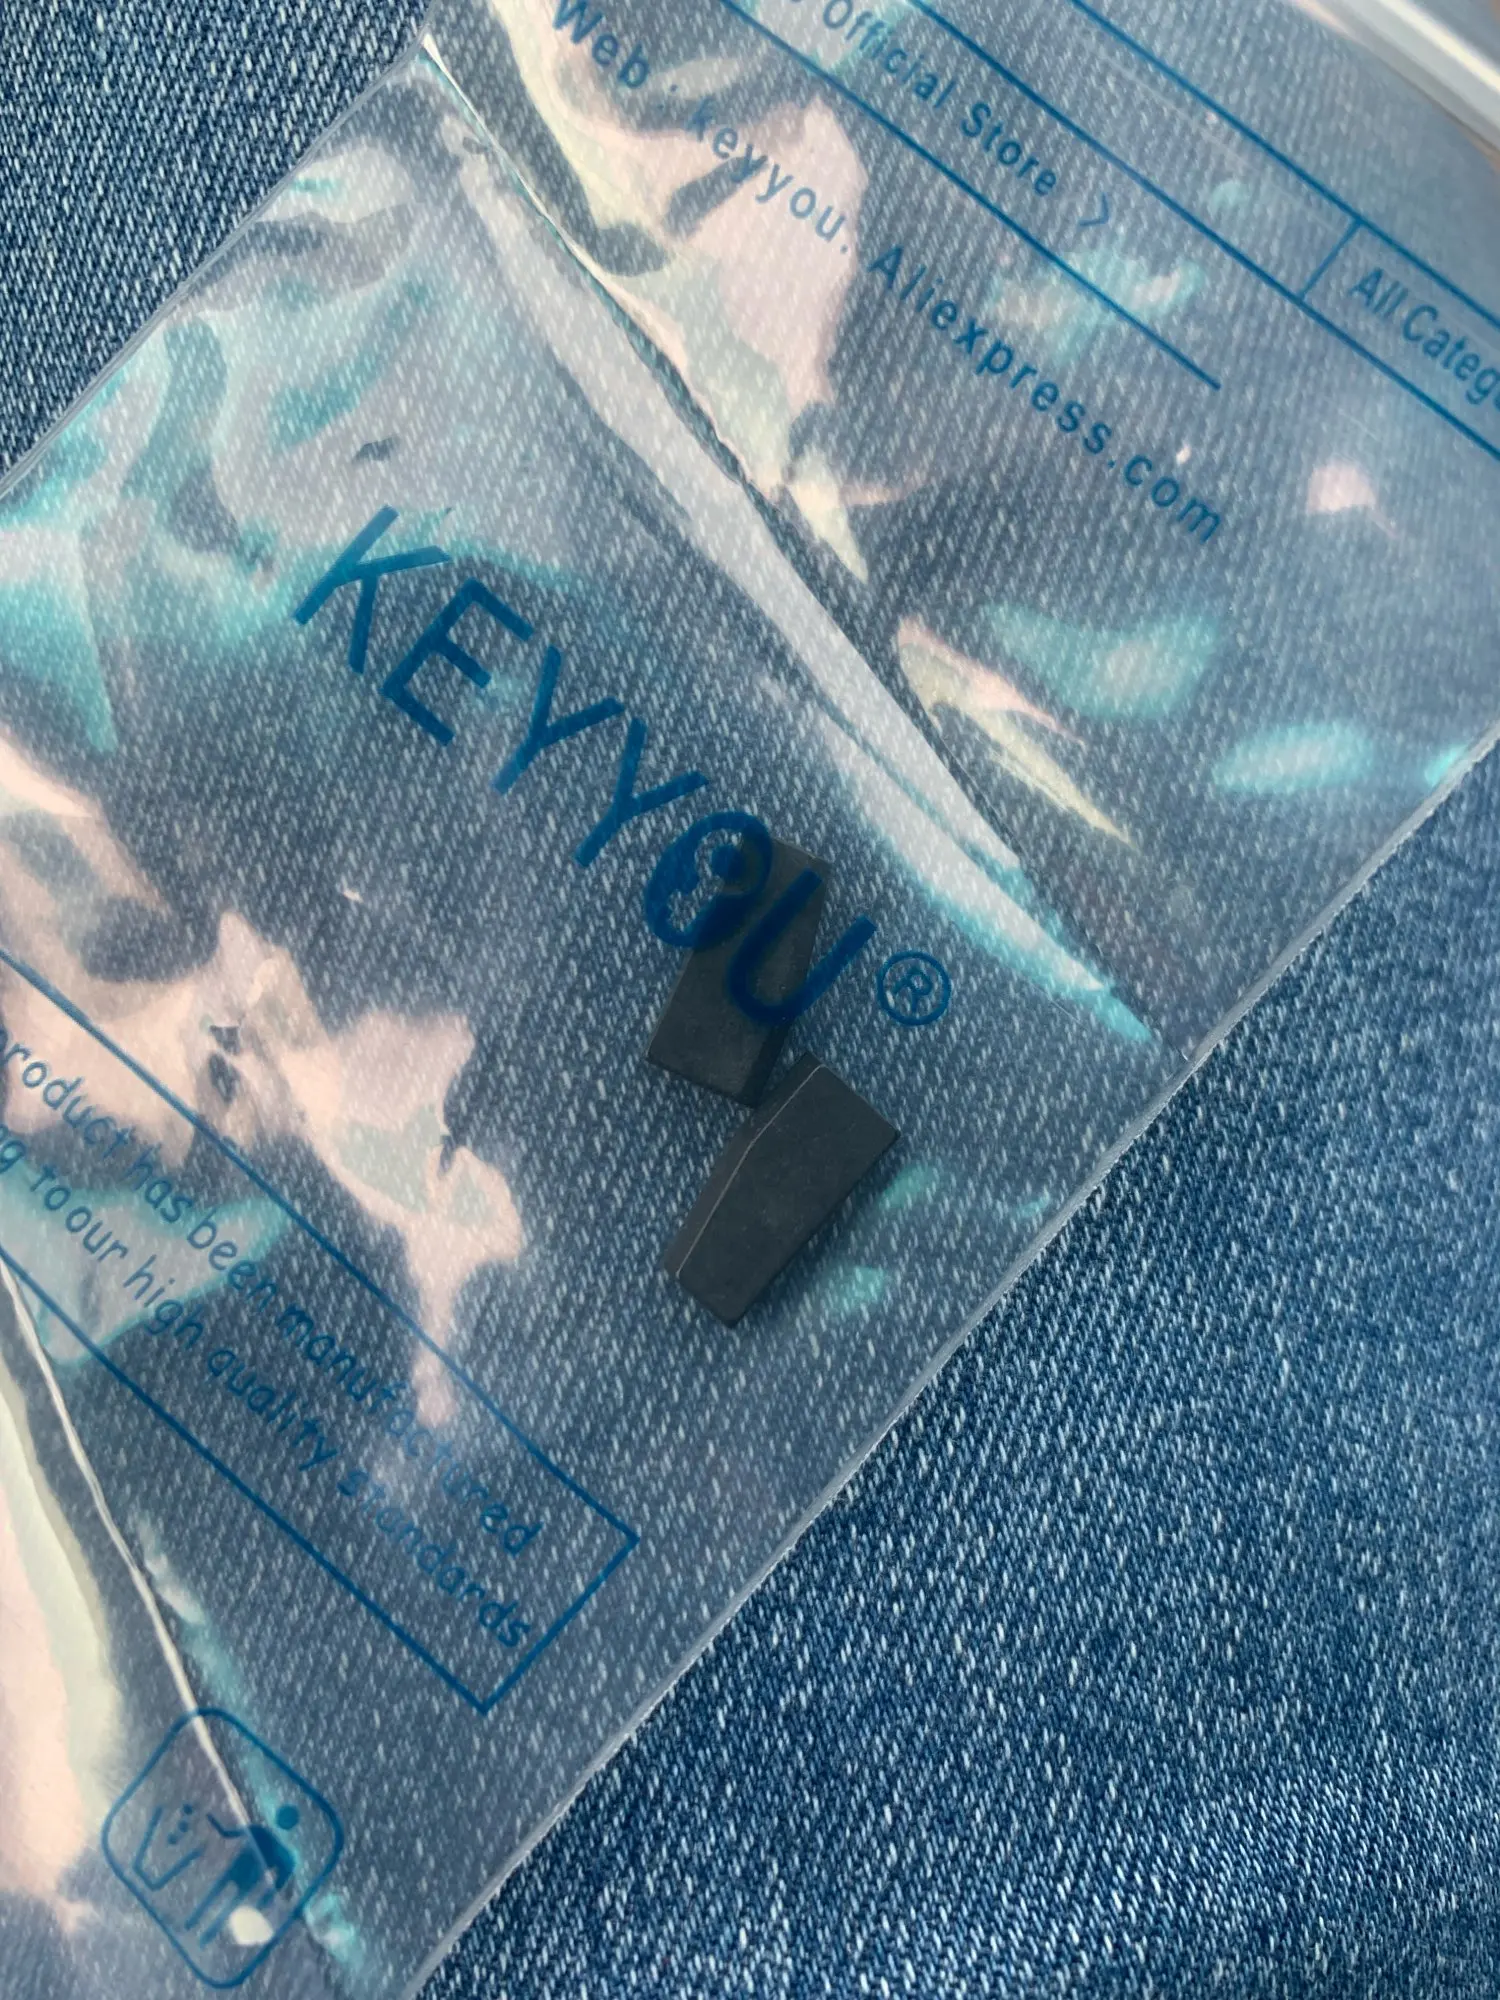 Official Store >
All Categ
Web : keyyou. Aliexpress.com
KEYYOU®
roduct has been manufactured
g toour high quality standards